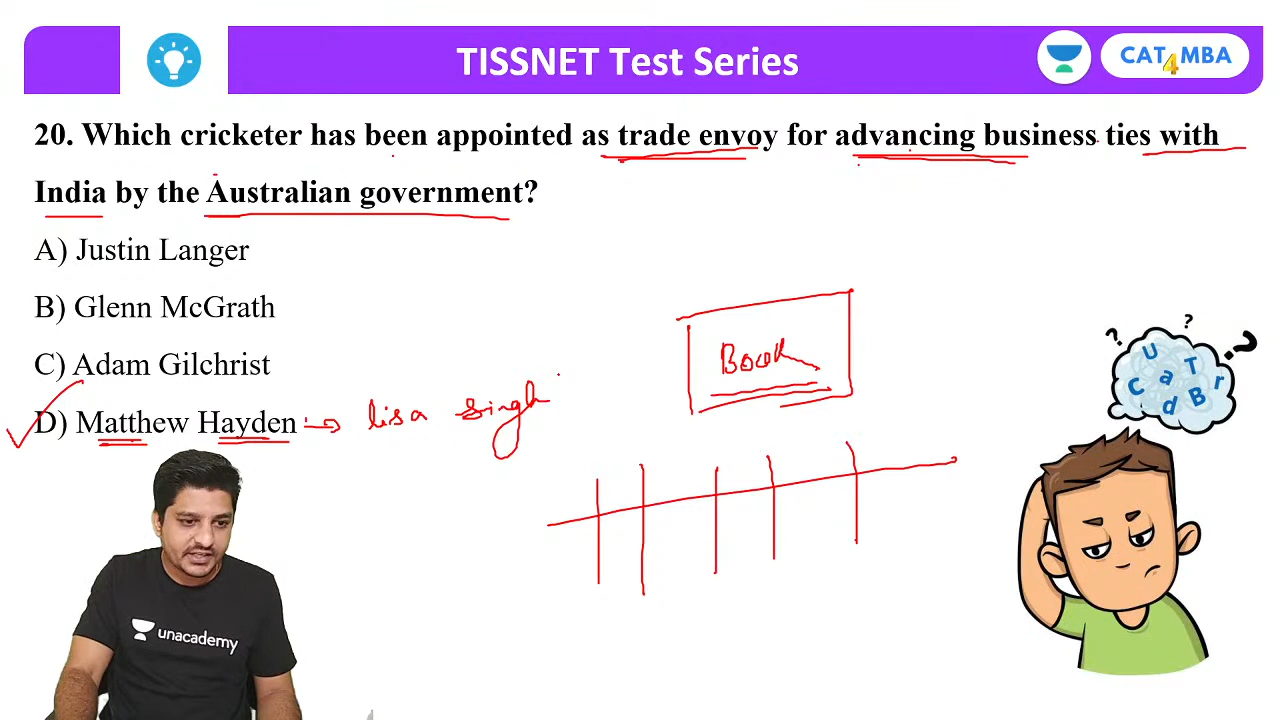 TISSNET Test Series
CAT4MBA
20. Which cricketer has been appointed as trade envoy for advancing business ties with
India by the Australian government?
A) Justin Langer
B) Glenn McGrath
C) Adam Gilchrist
D) Matthew Hayden → lisa singh
Book
? ? ?
U T
C a r
d B
unacademy